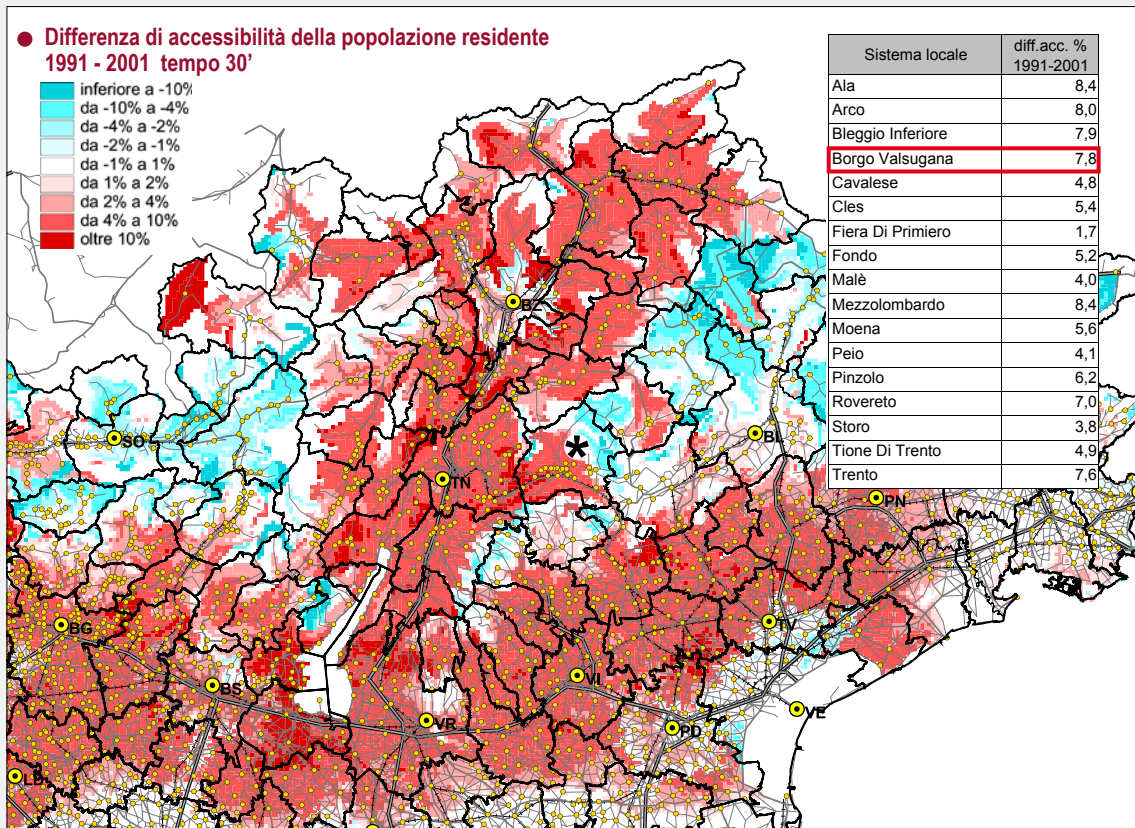 Differenza di accessibilità della popolazione residente
1991 - 2001 tempo 30’
inferiore a -10%
da -10% a -4%
da -4% a -2%
da -2% a -1%
da -1% a 1%
da 1% a 2%
da 2% a 4%
da 4% a 10%
oltre 10%
Sistema locale diff.acc. % 1991-2001
Ala 8,4
Arco 8,0
Bleggio Inferiore 7,9
Borgo Valsugana 7,8
Cavalese 4,8
Cles 5,4
Fiera Di Primiero 1,7
Fondo 5,2
Malè 4,0
Mezzolombardo 8,4
Moena 5,6
Peio 4,1
Pinzolo 6,2
Rovereto 7,0
Storo 3,8
Tione Di Trento 4,9
Trento 7,6
BZ
SO
BL
*
TN
PN
BG
TV
BS
VI
VR
VE
PD